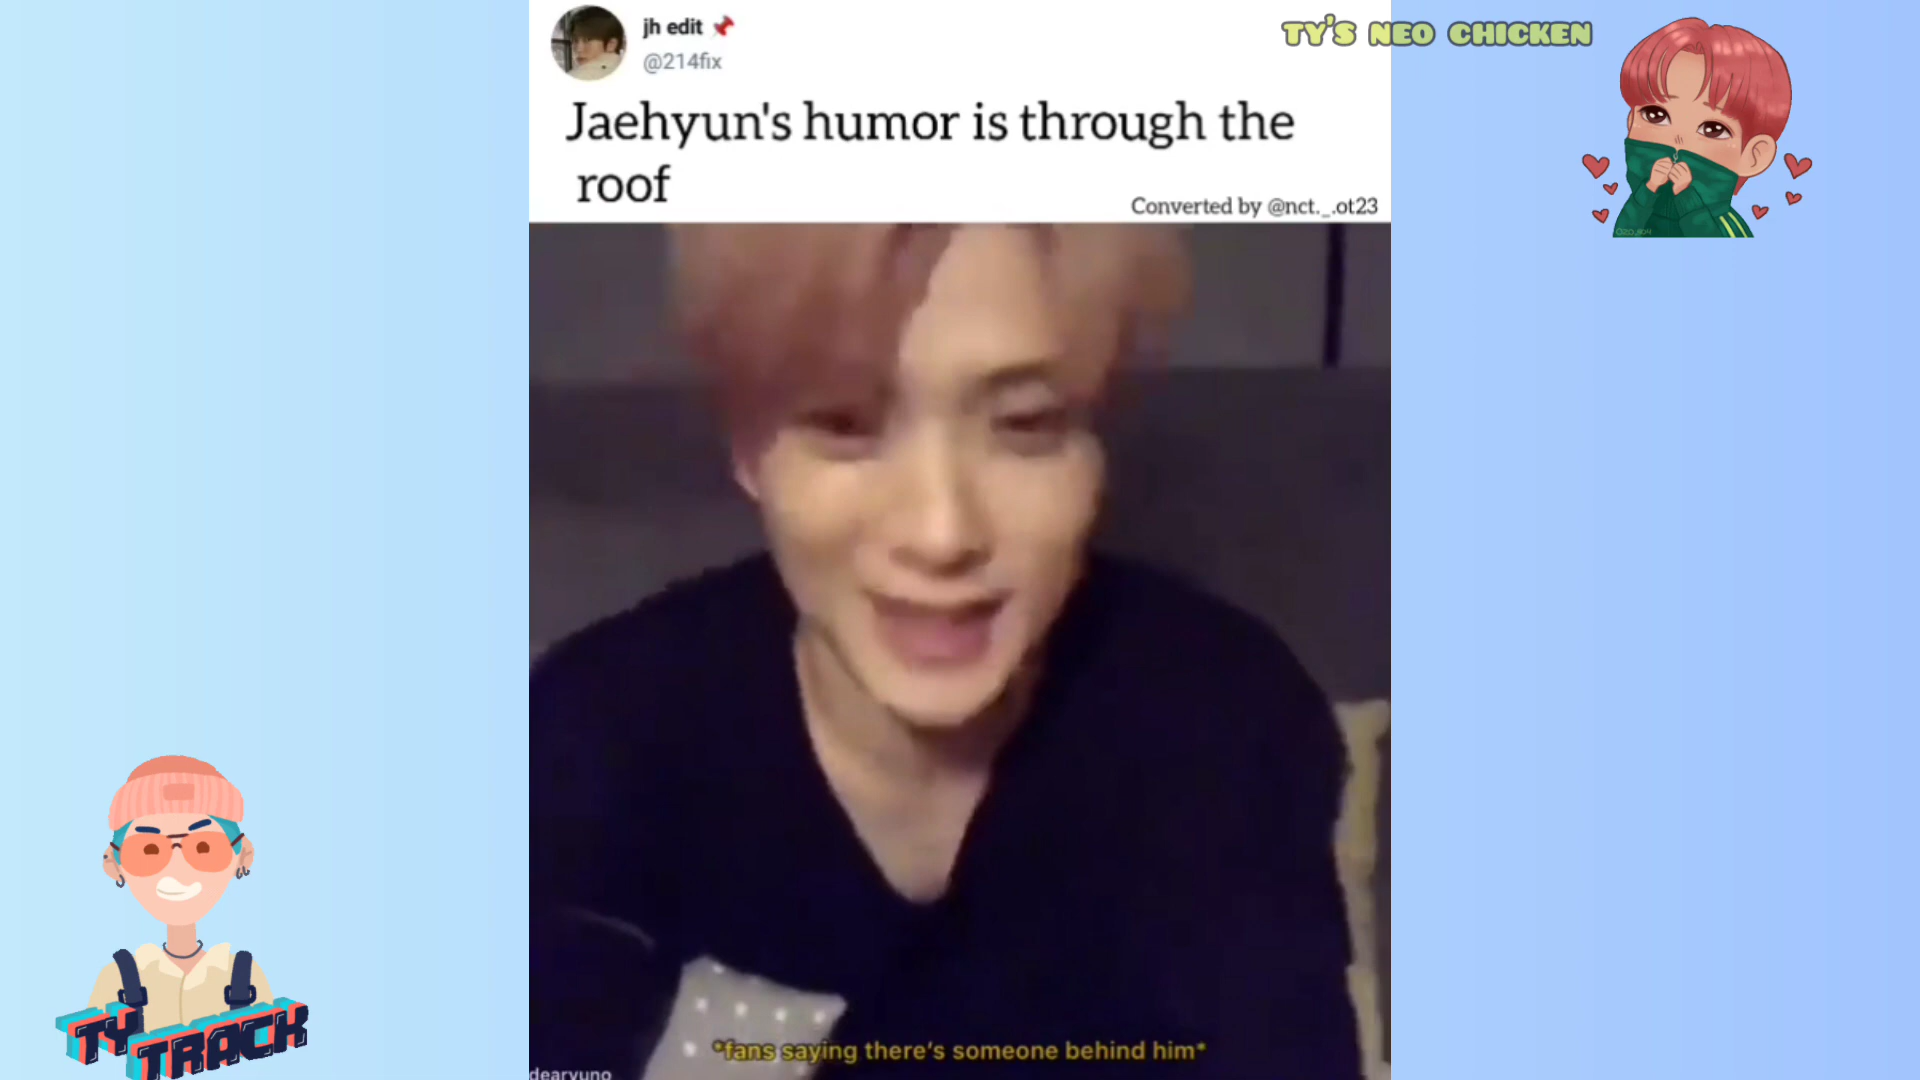 jh edit
@214fix
TY'S NEO CHICKEN
Jaehyun's humor is through the
roof
Converted by @nct._.ot23
*fans saying there's someone behind him*
dearyuno
TY
TRACK